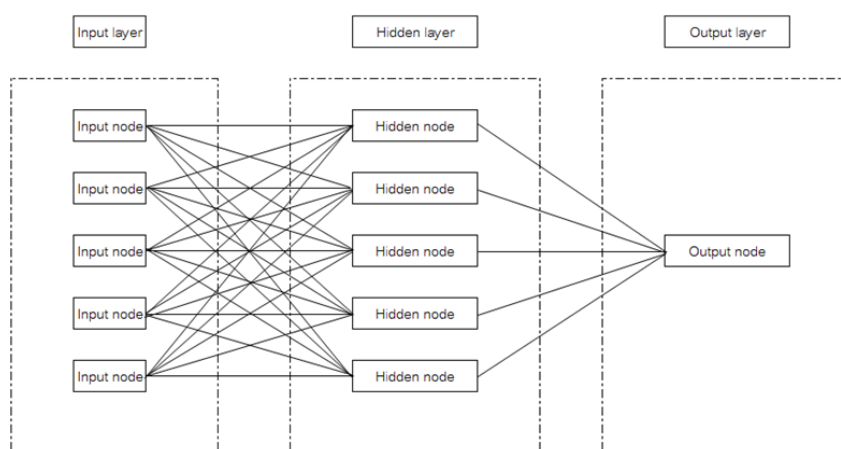 Input layer
Hidden layer
Output layer
Input node
Hidden node
Input node
Hidden node
Input node
Hidden node
Output node
Input node
Hidden node
Input node
Hidden node